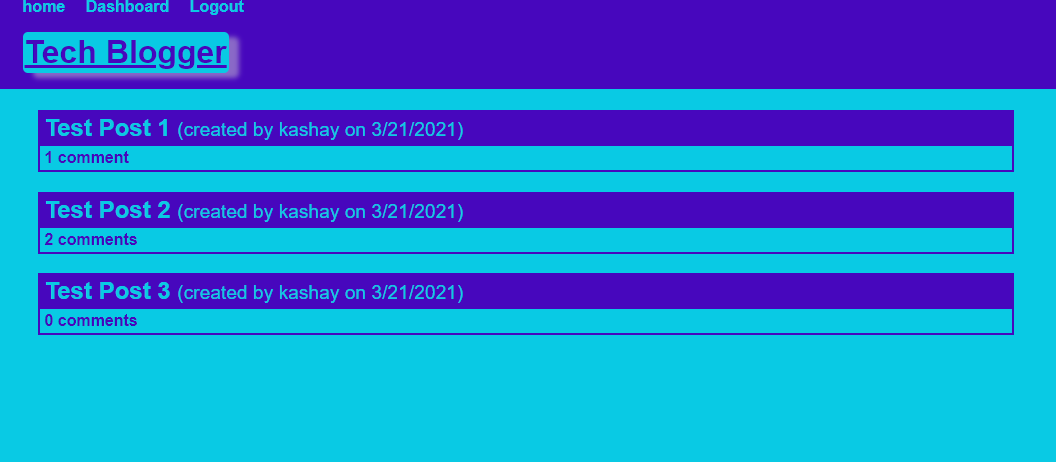 home Dashboard Logout
Tech Blogger
Test Post 1 (created by kashay on 3/21/2021)
1 comment
Test Post 2 (created by kashay on 3/21/2021)
2 comments
Test Post 3 (created by kashay on 3/21/2021)
0 comments